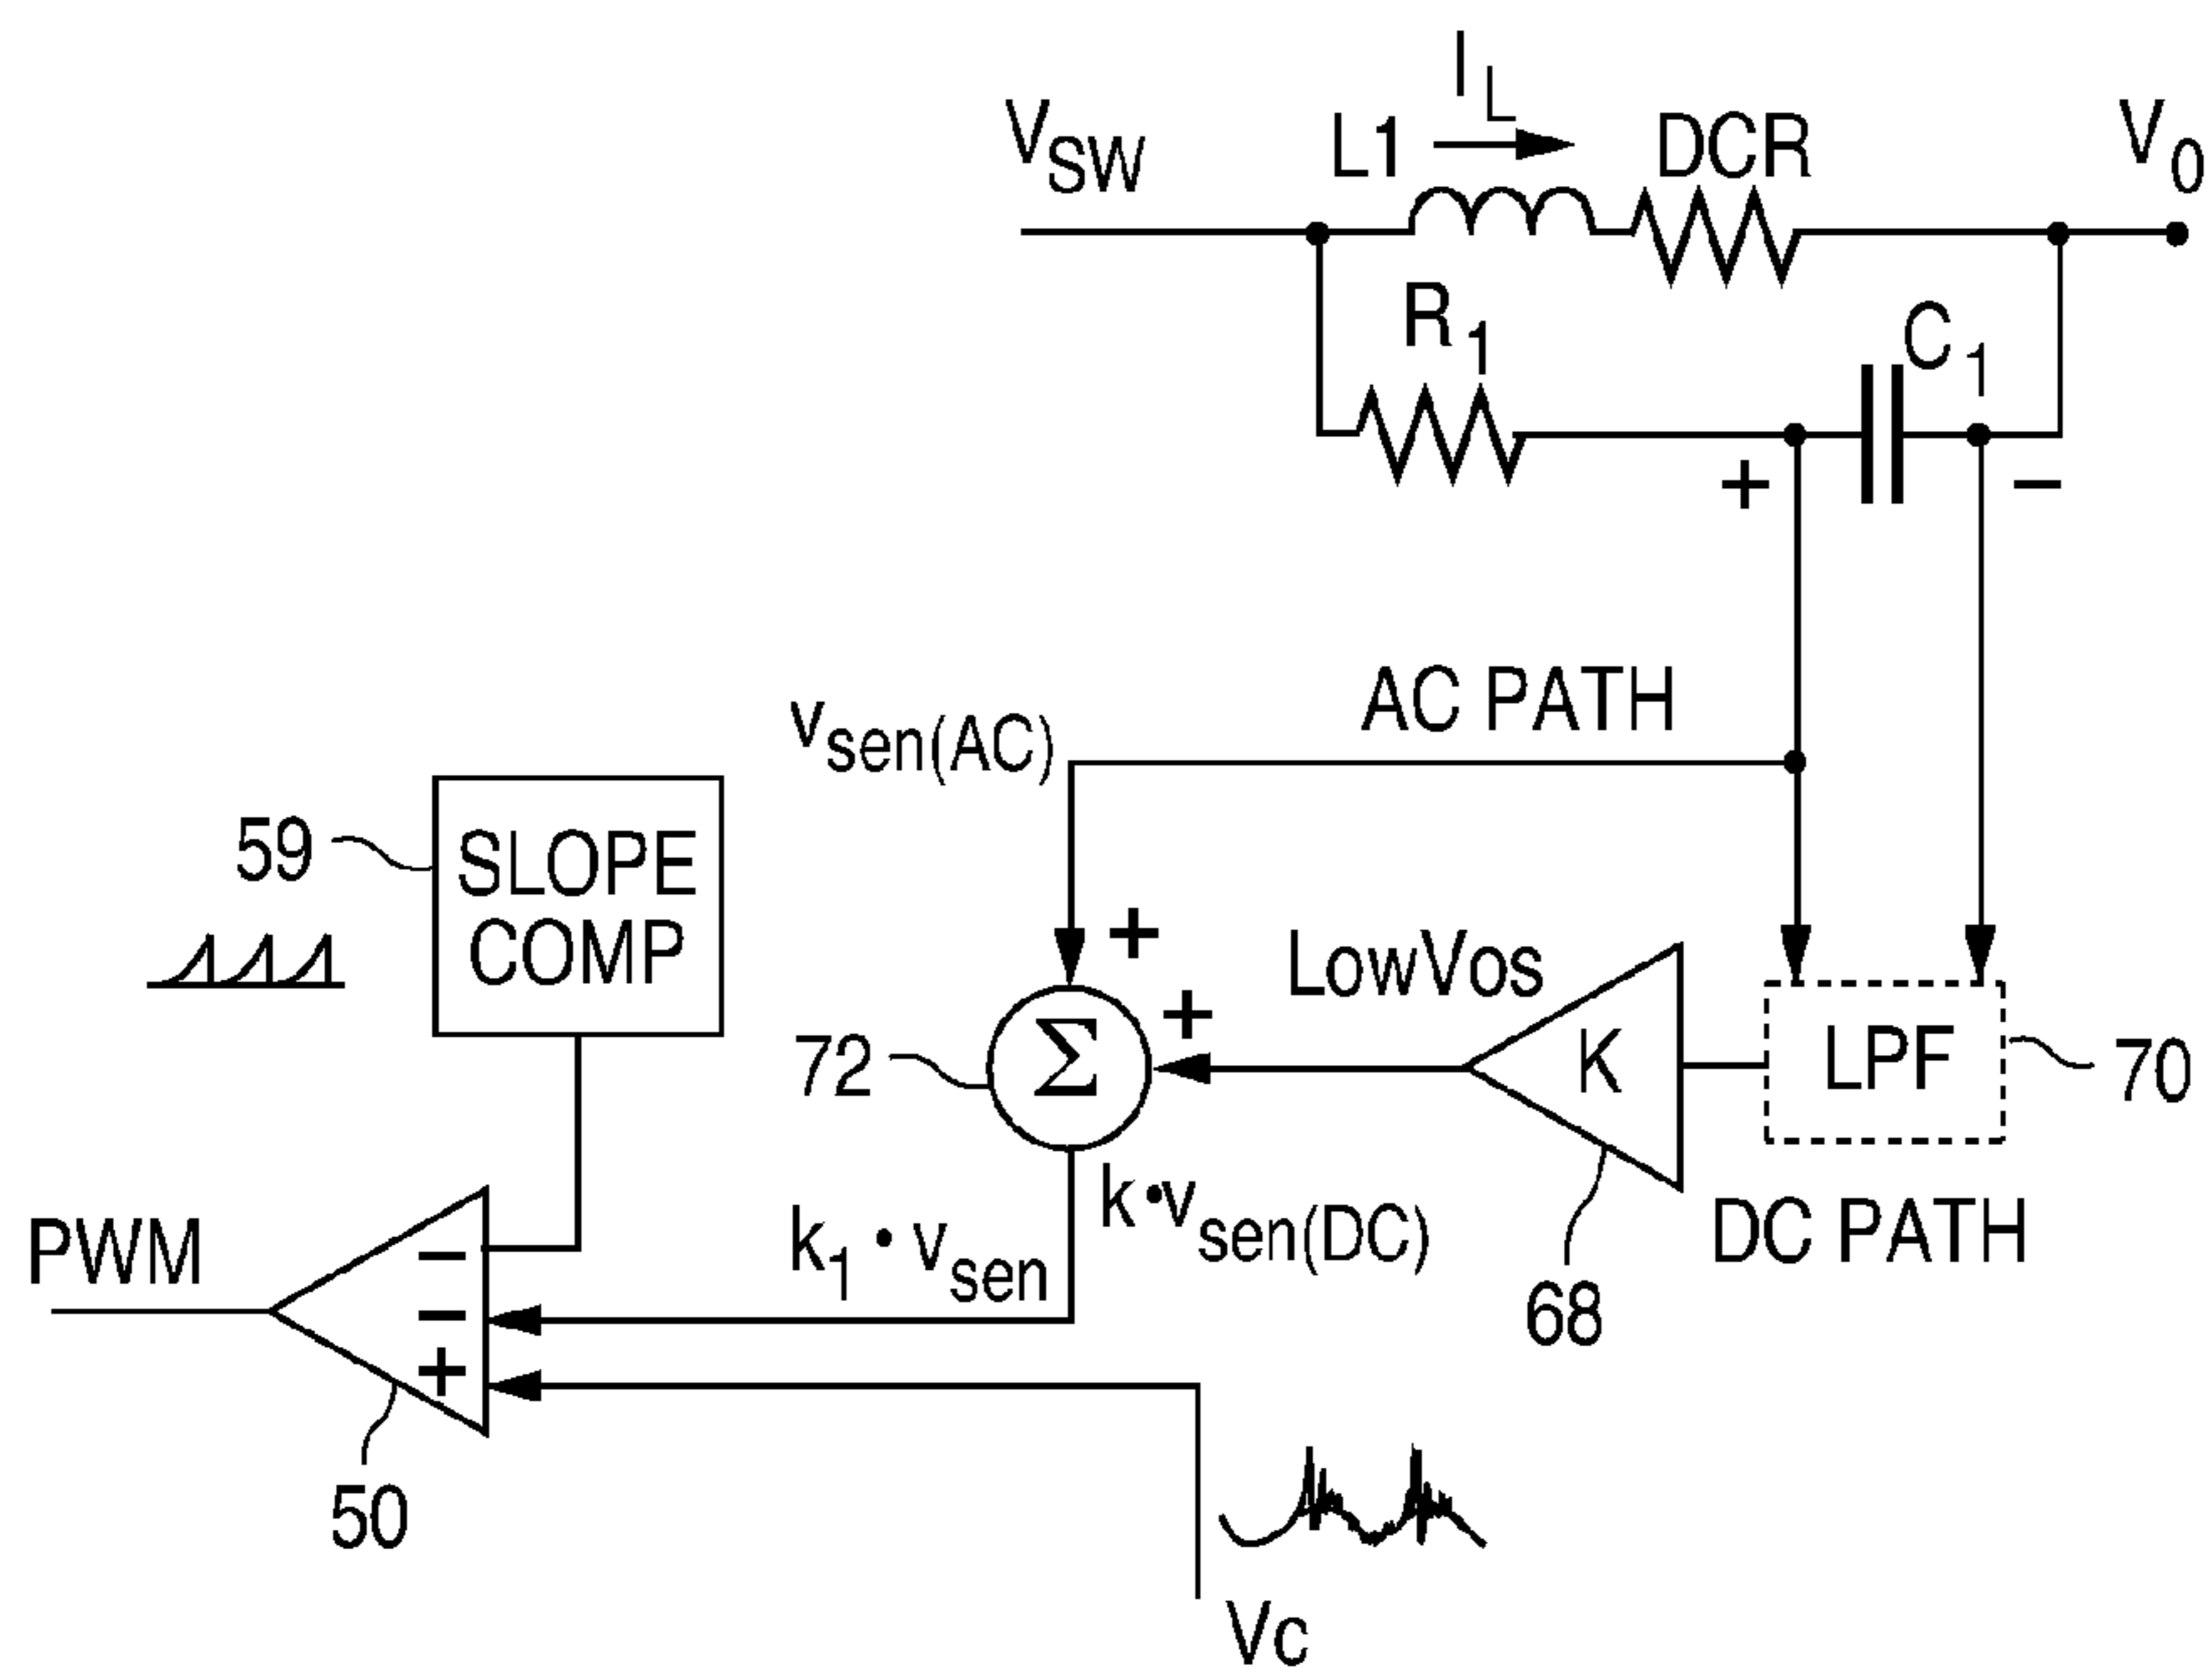 I_L
V_SW
L1
DCR
V_0
R_1
C_1
+
−
AC PATH
v_sen(AC)
59
SLOPE
COMP
+
LowVos
+
72
Σ
K
LPF
70
k•v_sen(DC)
DC PATH
k_1•v_sen
PWM
−
−
+
68
50
Vc